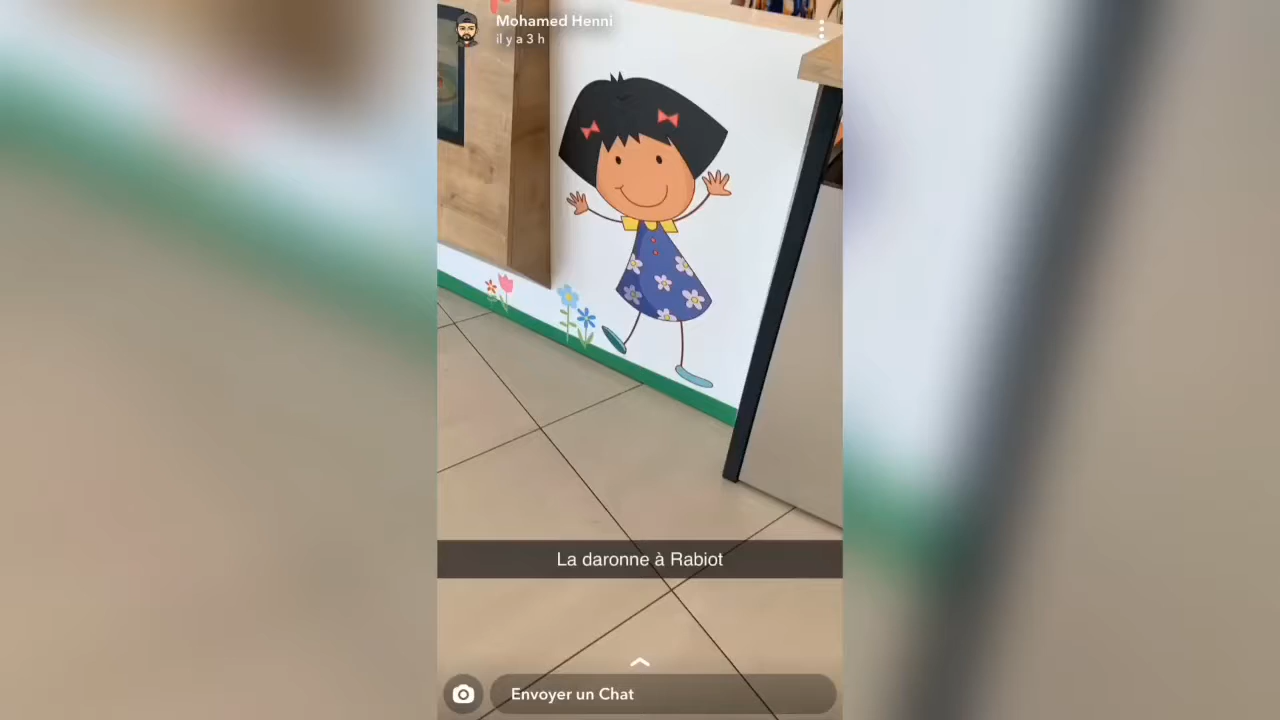 Mohamed Henni
il y a 3 h
La daronne à Rabiot
Envoyer un Chat